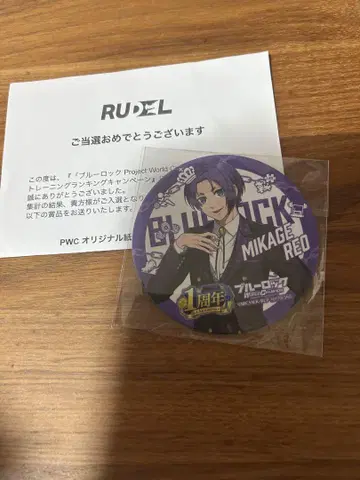 RUDEL
ご当選おめでとうございます
この度は、『「ブルーロック Project World C
トレーニングランキングキャンペーン』
誠にありがとうございました。
集計の結果、貴方様がご入選となり
以下の賞品をお送りいたします。
PWC オリジナル紙
BLUE LOCK
MIKAGE
REO
1周年
ブルーロック